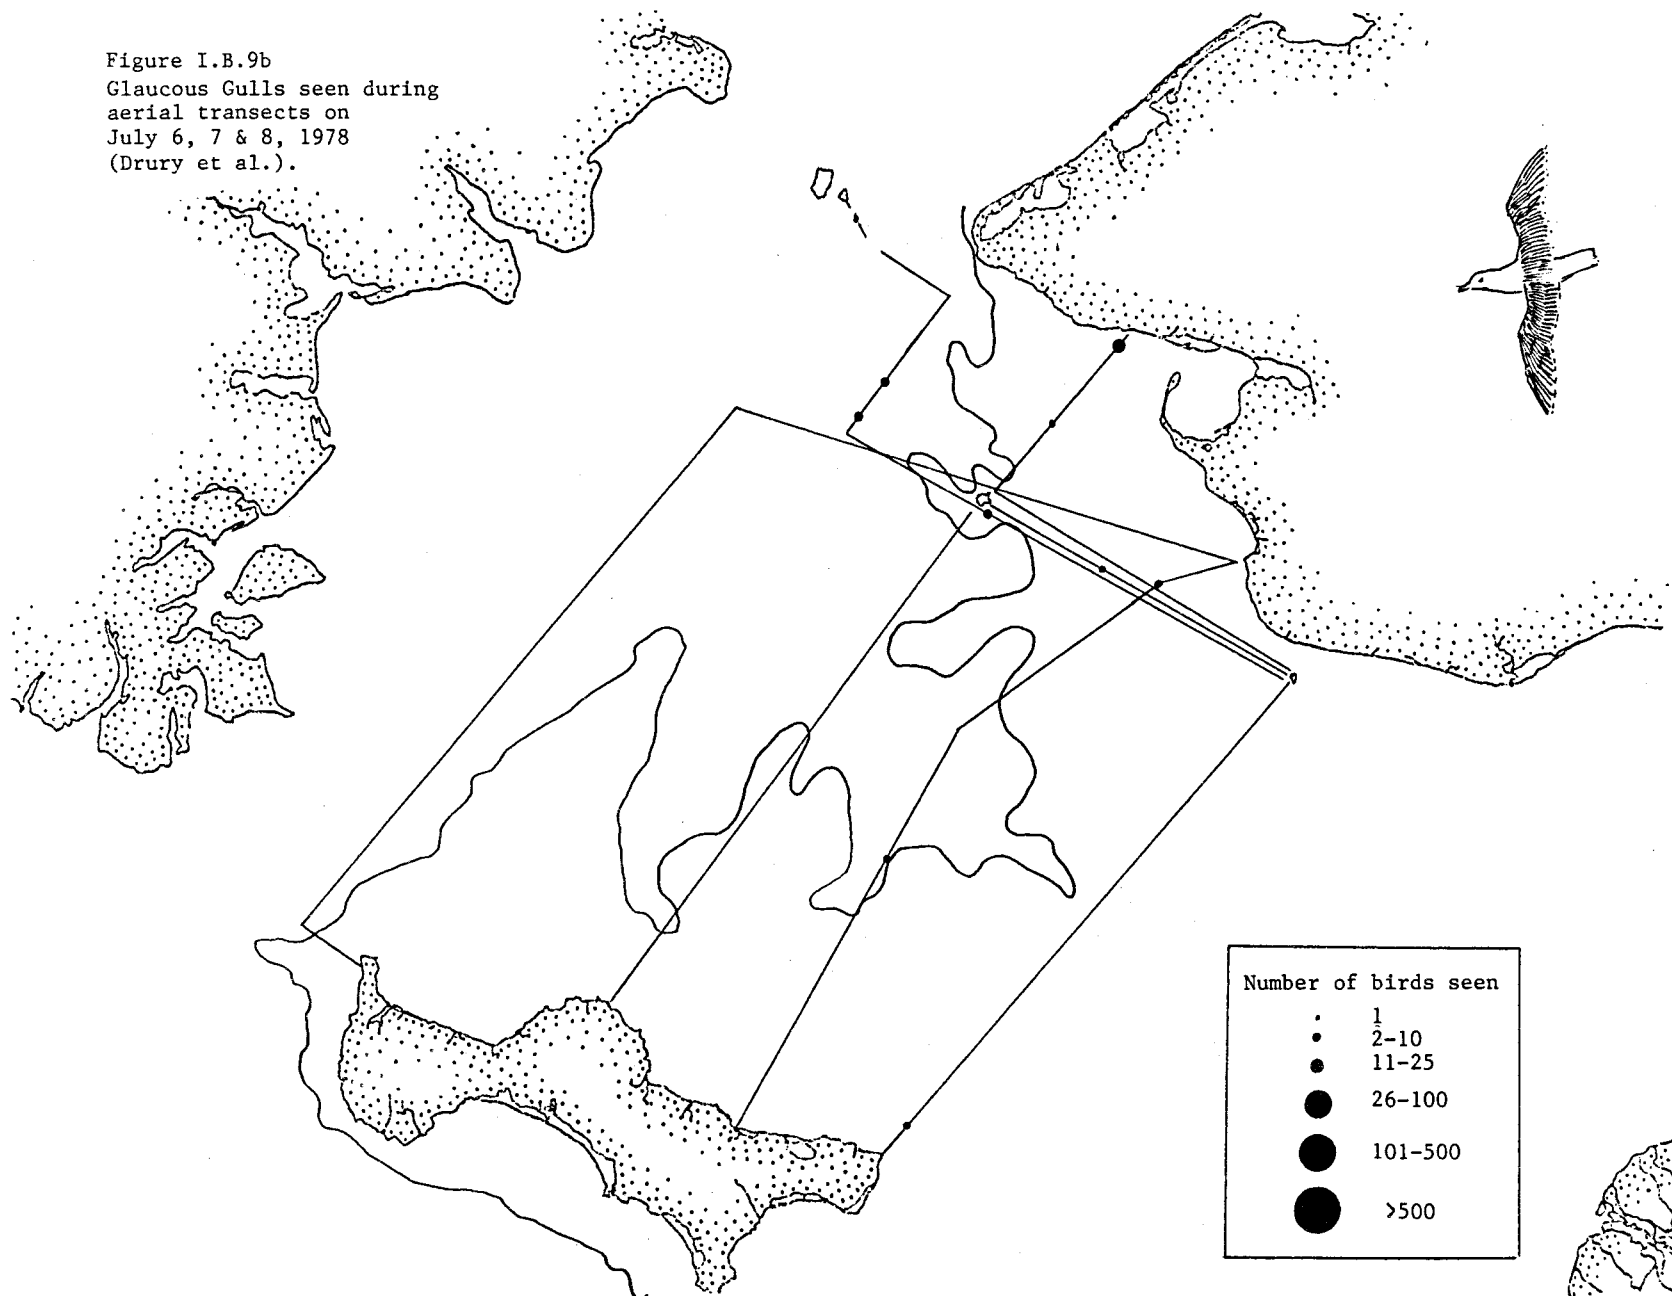 Figure I.B.9b
Glaucous Gulls seen during
aerial transects on
July 6, 7 & 8, 1978
(Drury et al.).
Number of birds seen
1
2-10
11-25
26-100
101-500
>500